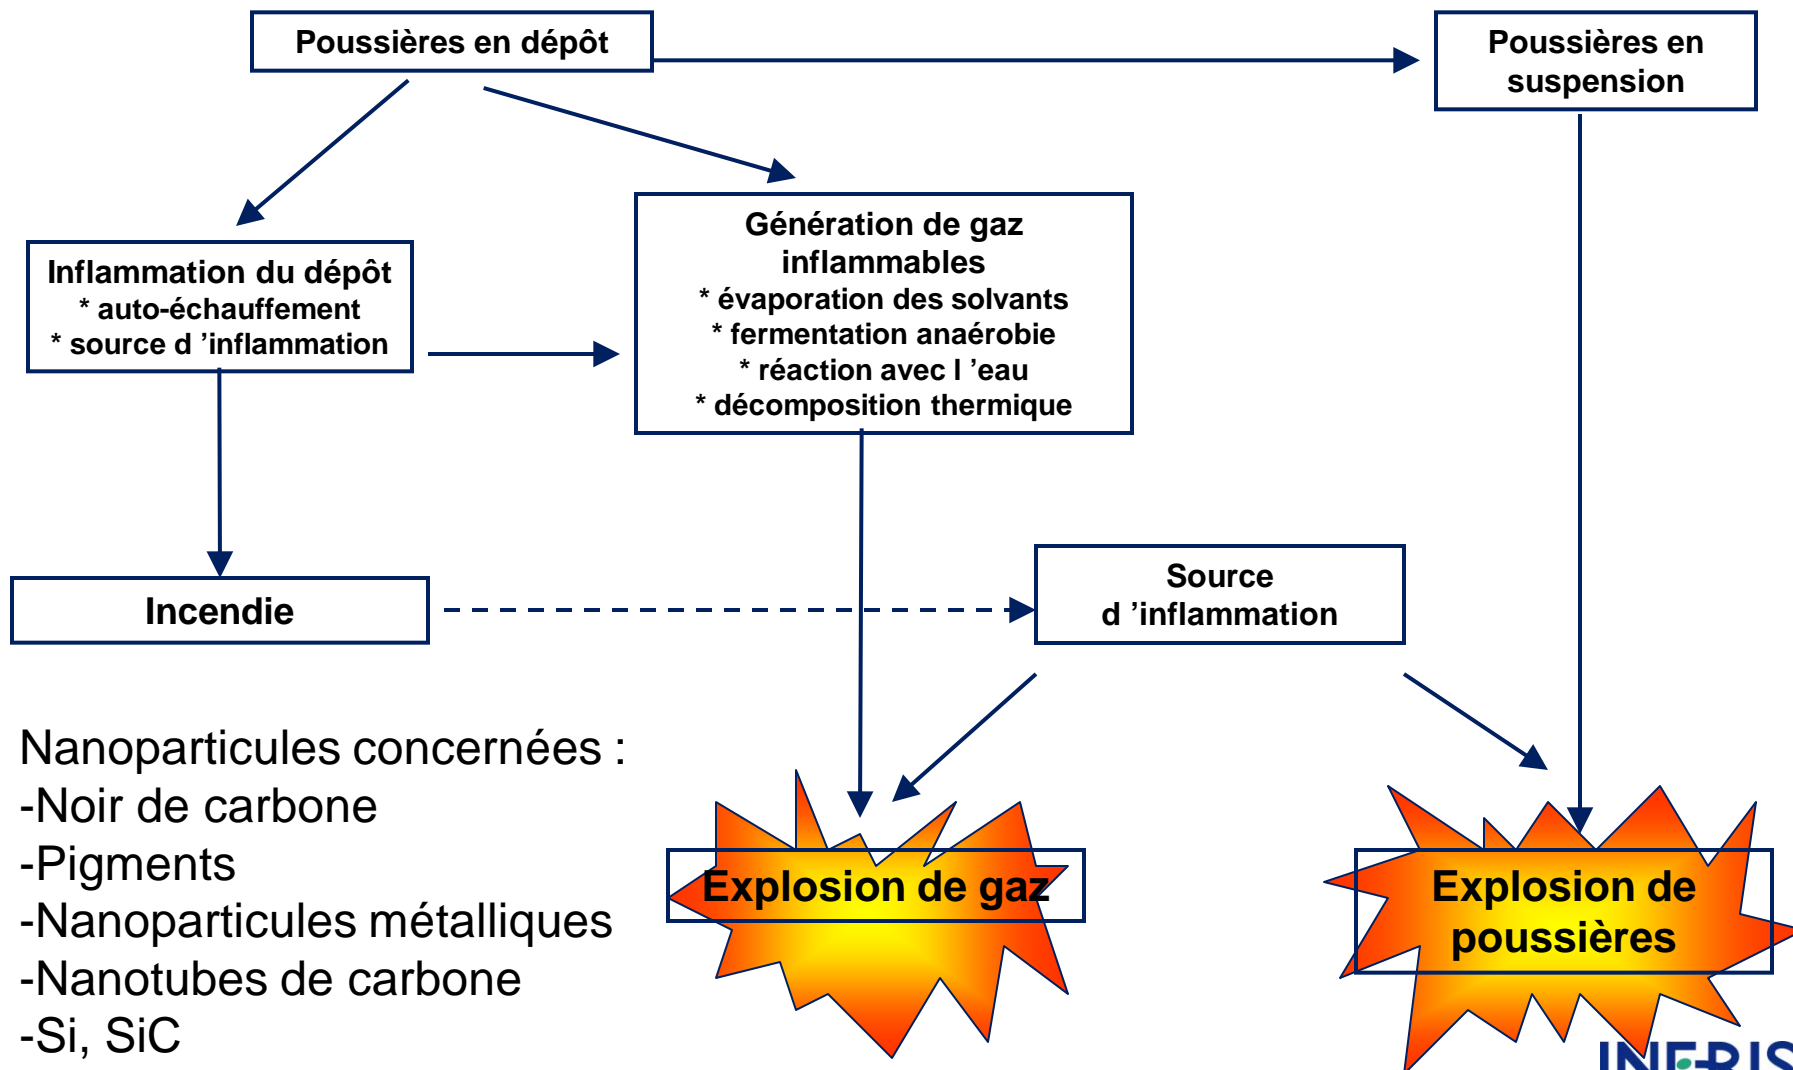 Poussières en dépôt
Poussières en
suspension
Génération de gaz
inflammables
* évaporation des solvants
* fermentation anaérobie
* réaction avec l ’eau
* décomposition thermique
Inflammation du dépôt
* auto-échauffement
* source d ’inflammation
Source
d ’inflammation
Incendie
Nanoparticules concernées :
-Noir de carbone
-Pigments
-Nanoparticules métalliques
-Nanotubes de carbone
-Si, SiC
Explosion de gaz
Explosion de
poussières
INERIS